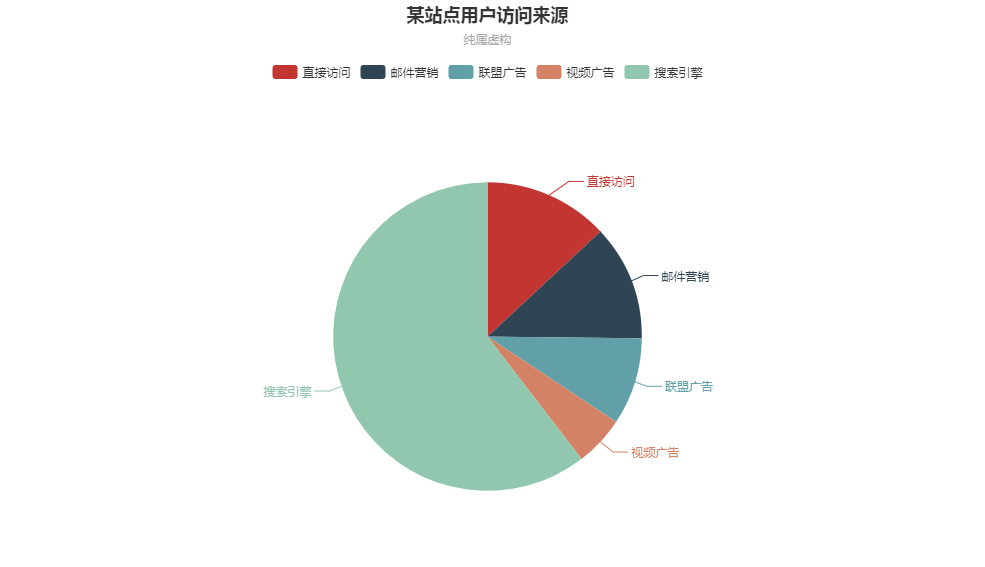 某站点用户访问来源
纯属虚构
直接访问 邮件营销 联盟广告 视频广告 搜索引擎
直接访问
邮件营销
联盟广告
搜索引擎
视频广告